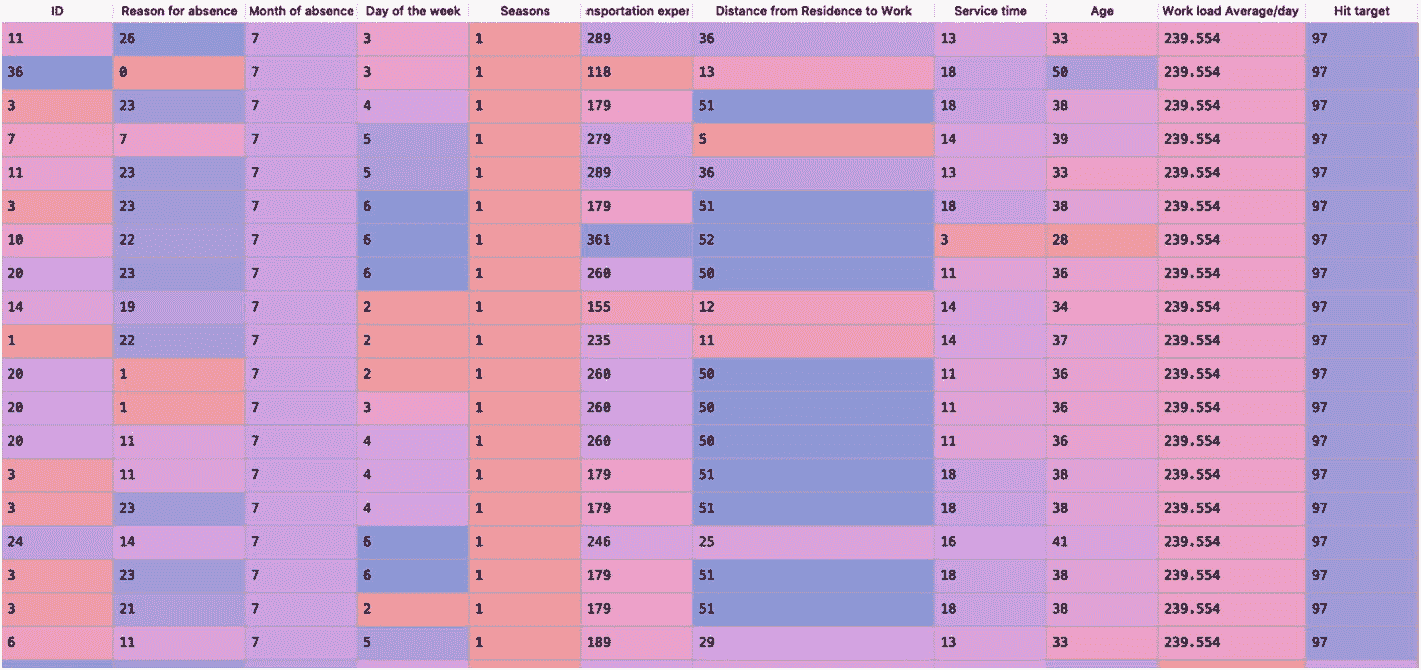 ID Reason for absence Month of absence Day of the week Seasons nsportation exper Distance from Residence to Work Service time Age Work load Average/day Hit target
11 26 7 3 1 289 36 13 33 239.554 97
36 0 7 3 1 118 13 18 50 239.554 97
3 23 7 4 1 179 51 18 38 239.554 97
7 7 7 5 1 279 5 14 39 239.554 97
11 23 7 5 1 289 36 13 33 239.554 97
3 23 7 6 1 179 51 18 38 239.554 97
10 22 7 6 1 361 52 3 28 239.554 97
20 23 7 6 1 260 50 11 36 239.554 97
14 19 7 2 1 155 12 14 34 239.554 97
1 22 7 2 1 235 11 14 37 239.554 97
20 1 7 2 1 260 50 11 36 239.554 97
20 1 7 3 1 260 50 11 36 239.554 97
20 11 7 4 1 260 50 11 36 239.554 97
3 11 7 4 1 179 51 18 38 239.554 97
3 23 7 4 1 179 51 18 38 239.554 97
24 14 7 6 1 246 25 16 41 239.554 97
3 23 7 6 1 179 51 18 38 239.554 97
3 21 7 2 1 179 51 18 38 239.554 97
6 11 7 5 1 189 29 13 33 239.554 97